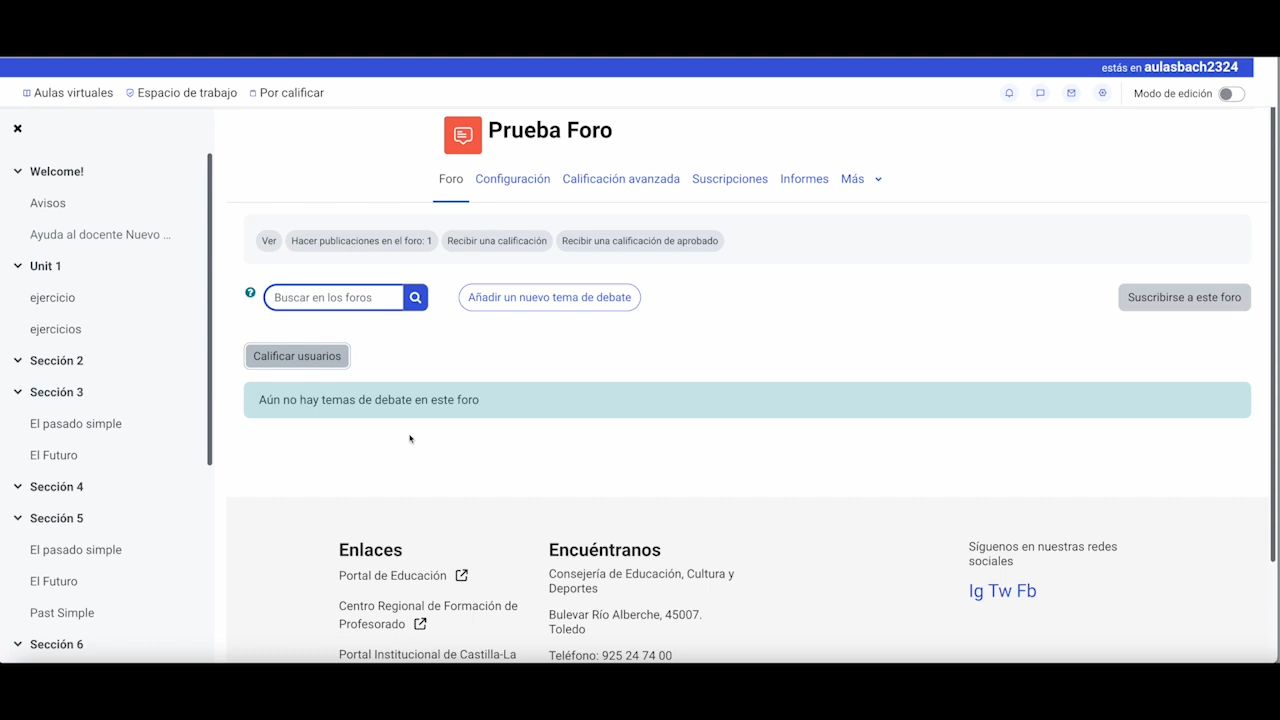 estás en aulasbach2324
Aulas virtuales Espacio de trabajo Por calificar Modo de edición
Welcome!
Avisos
Ayuda al docente Nuevo ...
Unit 1
ejercicio
ejercicios
Sección 2
Sección 3
El pasado simple
El Futuro
Sección 4
Sección 5
El pasado simple
El Futuro
Past Simple
Sección 6
Prueba Foro
Foro Configuración Calificación avanzada Suscripciones Informes Más
Ver Hacer publicaciones en el foro: 1 Recibir una calificación Recibir una calificación de aprobado
Buscar en los foros Añadir un nuevo tema de debate Suscribirse a este foro
Calificar usuarios
Aún no hay temas de debate en este foro
Enlaces
Portal de Educación
Centro Regional de Formación de
Profesorado
Portal Institucional de Castilla-La
Encuéntranos
Consejería de Educación, Cultura y
Deportes
Bulevar Río Alberche, 45007.
Toledo
Teléfono: 925 24 74 00
Síguenos en nuestras redes
sociales
Ig Tw Fb